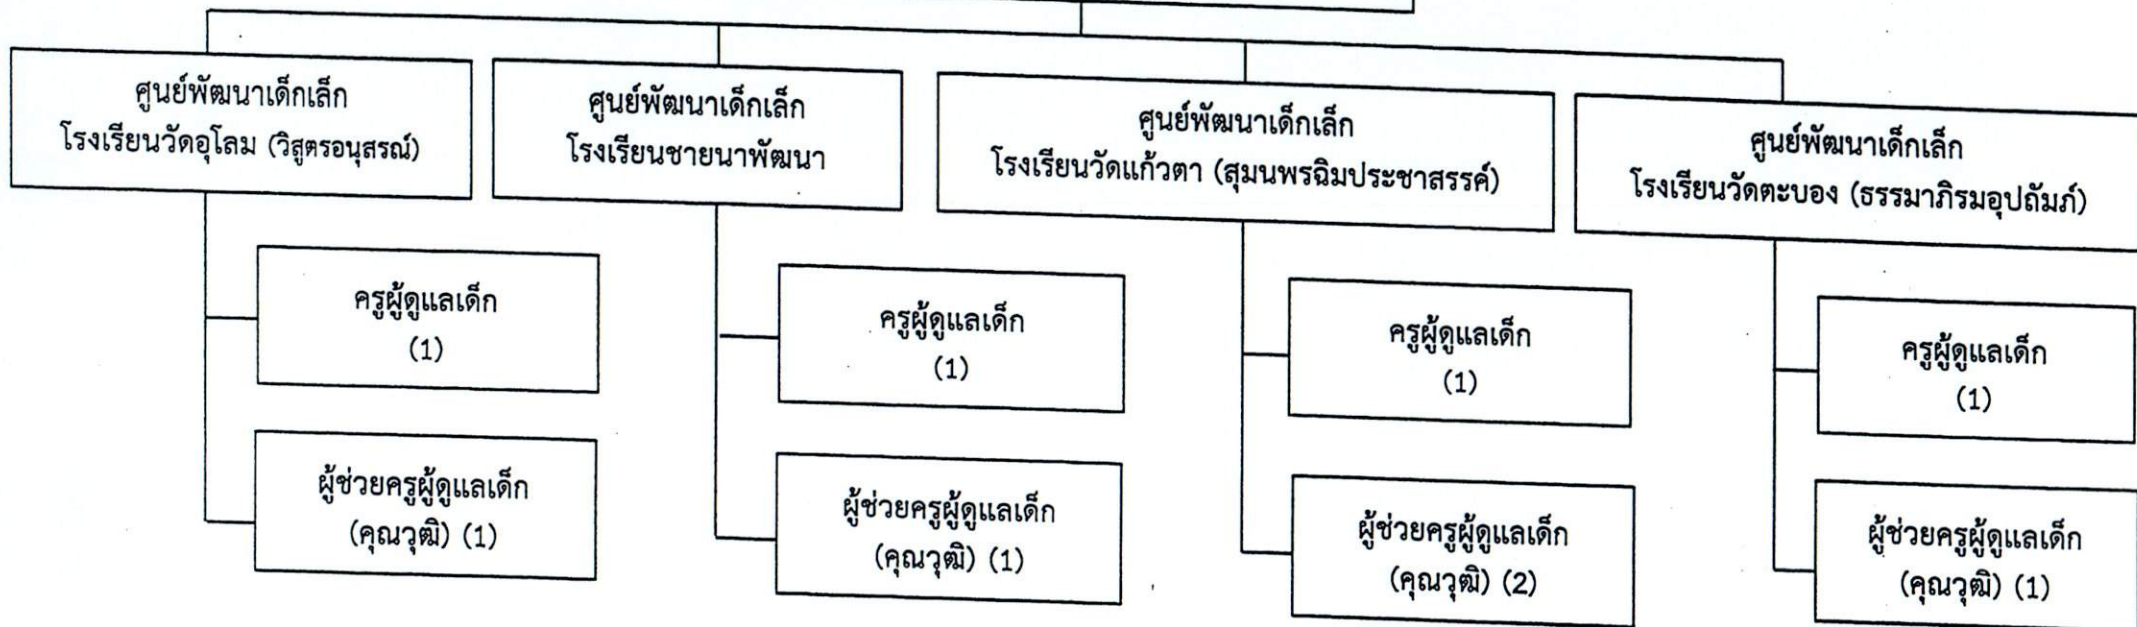 ศูนย์พัฒนาเด็กเล็ก
โรงเรียนวัดอุโลม (วิสูตรอนุสรณ์)
ศูนย์พัฒนาเด็กเล็ก
โรงเรียนชายนาพัฒนา
ศูนย์พัฒนาเด็กเล็ก
โรงเรียนวัดแก้วตา (สุมนพรฉิมประชาสรรค์)
ศูนย์พัฒนาเด็กเล็ก
โรงเรียนวัดตะบอง (ธรรมาภิรมอุปถัมภ์)
ครูผู้ดูแลเด็ก
(1)
ครูผู้ดูแลเด็ก
(1)
ครูผู้ดูแลเด็ก
(1)
ครูผู้ดูแลเด็ก
(1)
ผู้ช่วยครูผู้ดูแลเด็ก
(คุณวุฒิ) (1)
ผู้ช่วยครูผู้ดูแลเด็ก
(คุณวุฒิ) (1)
ผู้ช่วยครูผู้ดูแลเด็ก
(คุณวุฒิ) (2)
ผู้ช่วยครูผู้ดูแลเด็ก
(คุณวุฒิ) (1)